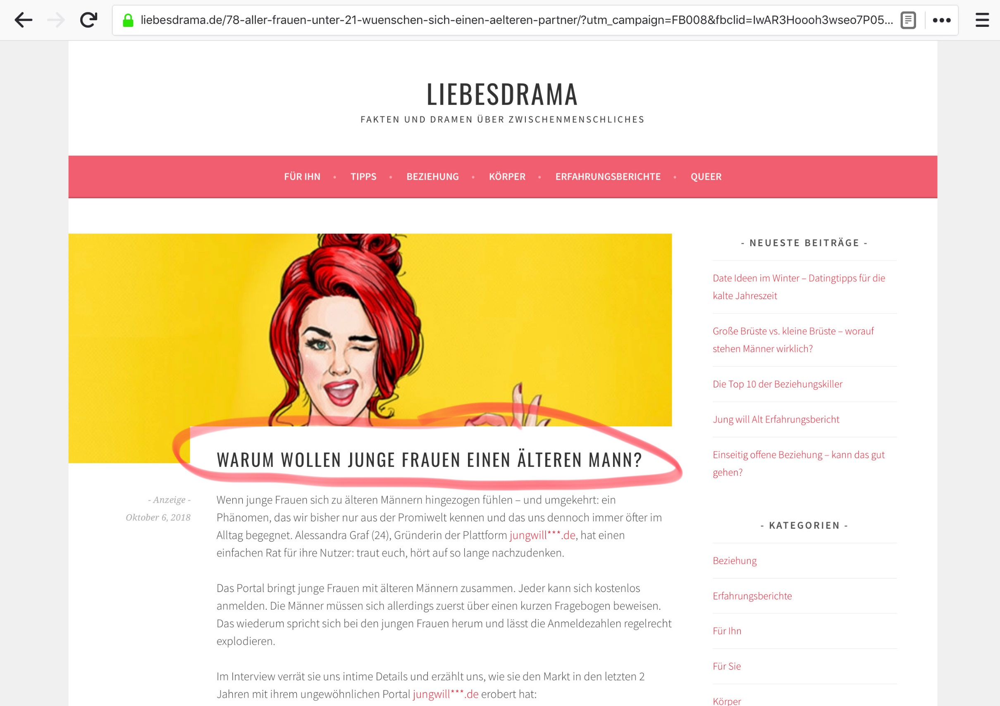 liebesdrama.de/78-aller-frauen-unter-21-wuenschen-sich-einen-aelteren-partner/?utm_campaign=FB008&fbclid=IwAR3Hoooh3wseo7P05...
LIEBESDRAMA
FAKTEN UND DRAMEN ÜBER ZWISCHENMENSCHLICHES
FÜR IHN • TIPPS • BEZIEHUNG • KÖRPER • ERFAHRUNGSBERICHTE • QUEER
WARUM WOLLEN JUNGE FRAUEN EINEN ÄLTEREN MANN?
- Anzeige -
Oktober 6, 2018
Wenn junge Frauen sich zu älteren Männern hingezogen fühlen – und umgekehrt: ein
Phänomen, das wir bisher nur aus der Promiwelt kennen und das uns dennoch immer öfter im
Alltag begegnet. Alessandra Graf (24), Gründerin der Plattform jungwill***.de, hat einen
einfachen Rat für ihre Nutzer: traut euch, hört auf so lange nachzudenken.
Das Portal bringt junge Frauen mit älteren Männern zusammen. Jeder kann sich kostenlos
anmelden. Die Männer müssen sich allerdings zuerst über einen kurzen Fragebogen beweisen.
Das wiederum spricht sich bei den jungen Frauen herum und lässt die Anmeldezahlen regelrecht
explodieren.
Im Interview verrät sie uns intime Details und erzählt uns, wie sie den Markt in den letzten 2
Jahren mit ihrem ungewöhnlichen Portal jungwill***.de erobert hat:
- NEUESTE BEITRÄGE -
Date Ideen im Winter – Datingtipps für die
kalte Jahreszeit
Große Brüste vs. kleine Brüste – worauf
stehen Männer wirklich?
Die Top 10 der Beziehungskiller
Jung will Alt Erfahrungsbericht
Einseitig offene Beziehung – kann das gut
gehen?
- KATEGORIEN -
Beziehung
Erfahrungsberichte
Für Ihn
Für Sie
Körper